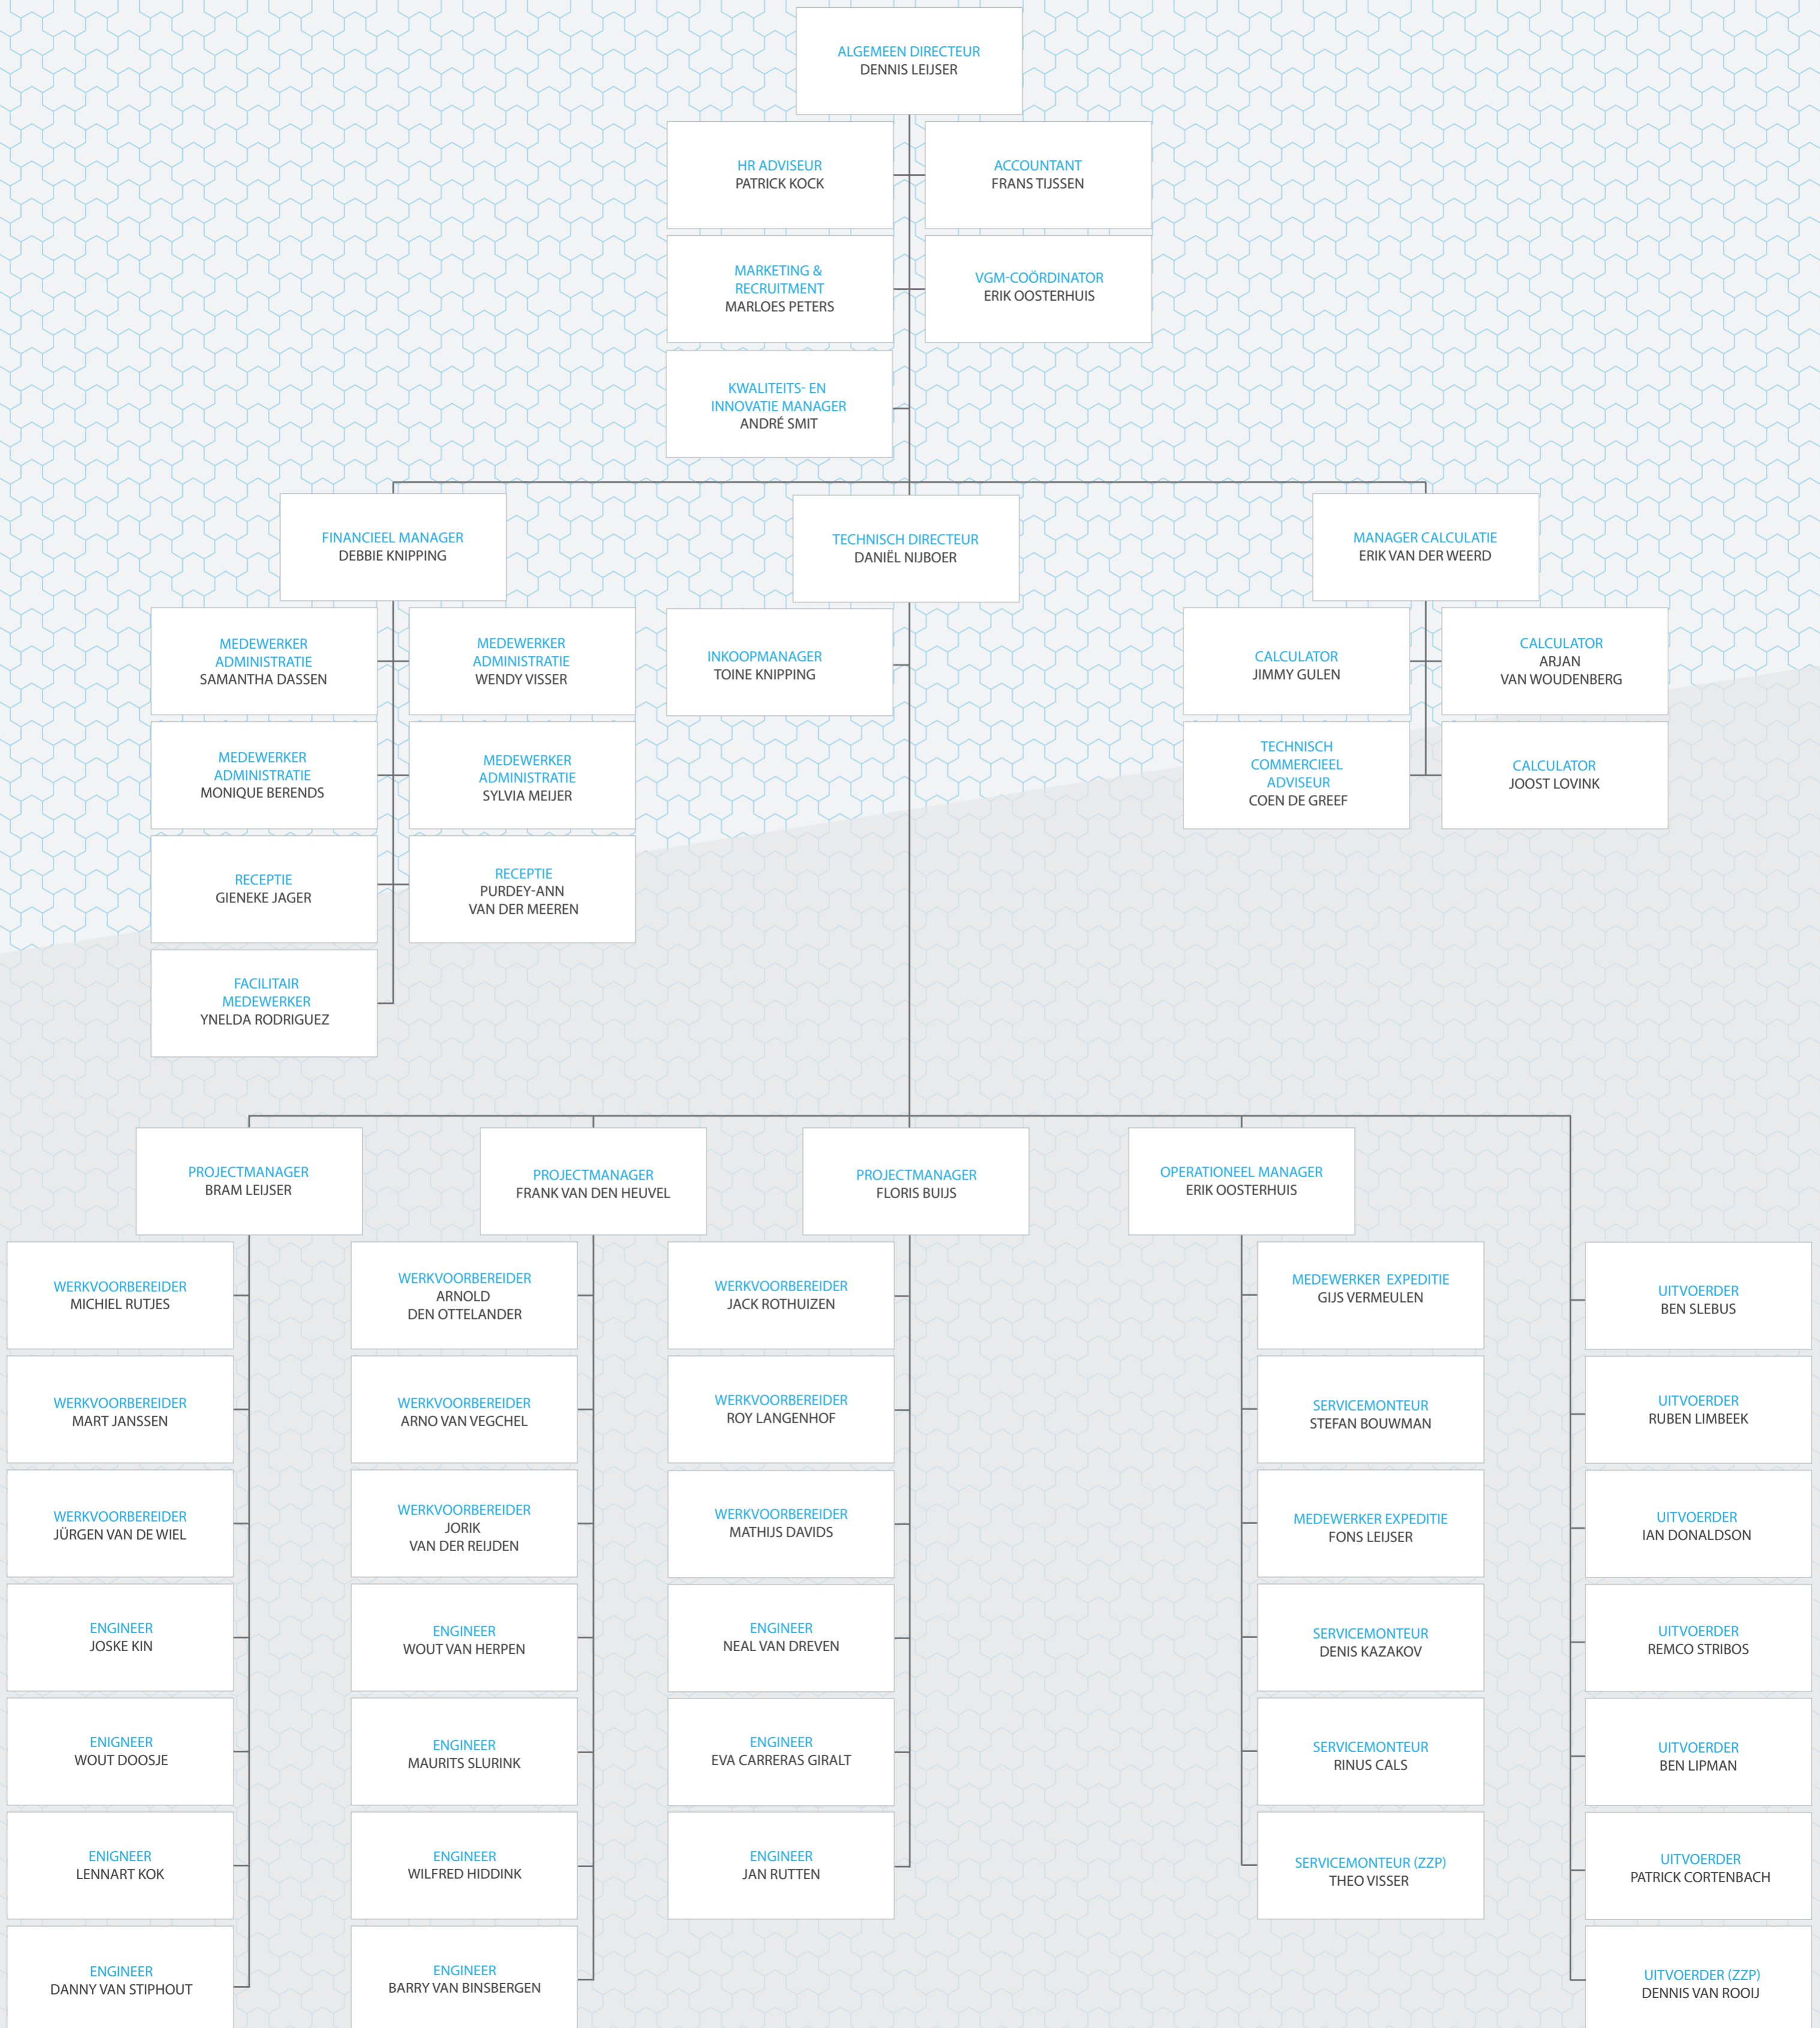 ALGEMEEN DIRECTEUR
DENNIS LEIJSER
HR ADVISEUR
PATRICK KOCK
ACCOUNTANT
FRANS TIJSSEN
MARKETING &
RECRUITMENT
MARLOES PETERS
VGM-COÖRDINATOR
ERIK OOSTERHUIS
KWALITEITS- EN
INNOVATIE MANAGER
ANDRÉ SMIT
FINANCIEEL MANAGER
DEBBIE KNIPPING
TECHNISCH DIRECTEUR
DANIËL NIJBOER
MANAGER CALCULATIE
ERIK VAN DER WEERD
MEDEWERKER
ADMINISTRATIE
SAMANTHA DASSEN
MEDEWERKER
ADMINISTRATIE
WENDY VISSER
INKOOPMANAGER
TOINE KNIPPING
CALCULATOR
JIMMY GULEN
CALCULATOR
ARJAN
VAN WOUDENBERG
MEDEWERKER
ADMINISTRATIE
MONIQUE BERENDS
MEDEWERKER
ADMINISTRATIE
SYLVIA MEIJER
TECHNISCH
COMMERCIEEL
ADVISEUR
COEN DE GREEF
CALCULATOR
JOOST LOVINK
RECEPTIE
GIENEKE JAGER
RECEPTIE
PURDEY-ANN
VAN DER MEEREN
FACILITAIR
MEDEWERKER
YNELDA RODRIGUEZ
PROJECTMANAGER
BRAM LEIJSER
PROJECTMANAGER
FRANK VAN DEN HEUVEL
PROJECTMANAGER
FLORIS BUIJS
OPERATIONEEL MANAGER
ERIK OOSTERHUIS
WERKVOORBEREIDER
MICHIEL RUTJES
WERKVOORBEREIDER
ARNOLD
DEN OTTELANDER
WERKVOORBEREIDER
JACK ROTHUIZEN
MEDEWERKER EXPEDITIE
GIJS VERMEULEN
UITVOERDER
BEN SLEBUS
WERKVOORBEREIDER
MART JANSSEN
WERKVOORBEREIDER
ARNO VAN VEGCHEL
WERKVOORBEREIDER
ROY LANGENHOF
SERVICEMONTEUR
STEFAN BOUWMAN
UITVOERDER
RUBEN LIMBEEK
WERKVOORBEREIDER
JÜRGEN VAN DE WIEL
WERKVOORBEREIDER
JORIK
VAN DER REIJDEN
WERKVOORBEREIDER
MATHIJS DAVIDS
MEDEWERKER EXPEDITIE
FONS LEIJSER
UITVOERDER
IAN DONALDSON
ENGINEER
JOSKE KIN
ENGINEER
WOUT VAN HERPEN
ENGINEER
NEAL VAN DREVEN
SERVICEMONTEUR
DENIS KAZAKOV
UITVOERDER
REMCO STRIBOS
ENIGNEER
WOUT DOOSJE
ENGINEER
MAURITS SLURINK
ENGINEER
EVA CARRERAS GIRALT
SERVICEMONTEUR
RINUS CALS
UITVOERDER
BEN LIPMAN
ENIGNEER
LENNART KOK
ENGINEER
WILFRED HIDDINK
ENGINEER
JAN RUTTEN
SERVICEMONTEUR (ZZP)
THEO VISSER
UITVOERDER
PATRICK CORTENBACH
ENGINEER
DANNY VAN STIPHOUT
ENGINEER
BARRY VAN BINSBERGEN
UITVOERDER (ZZP)
DENNIS VAN ROOIJ